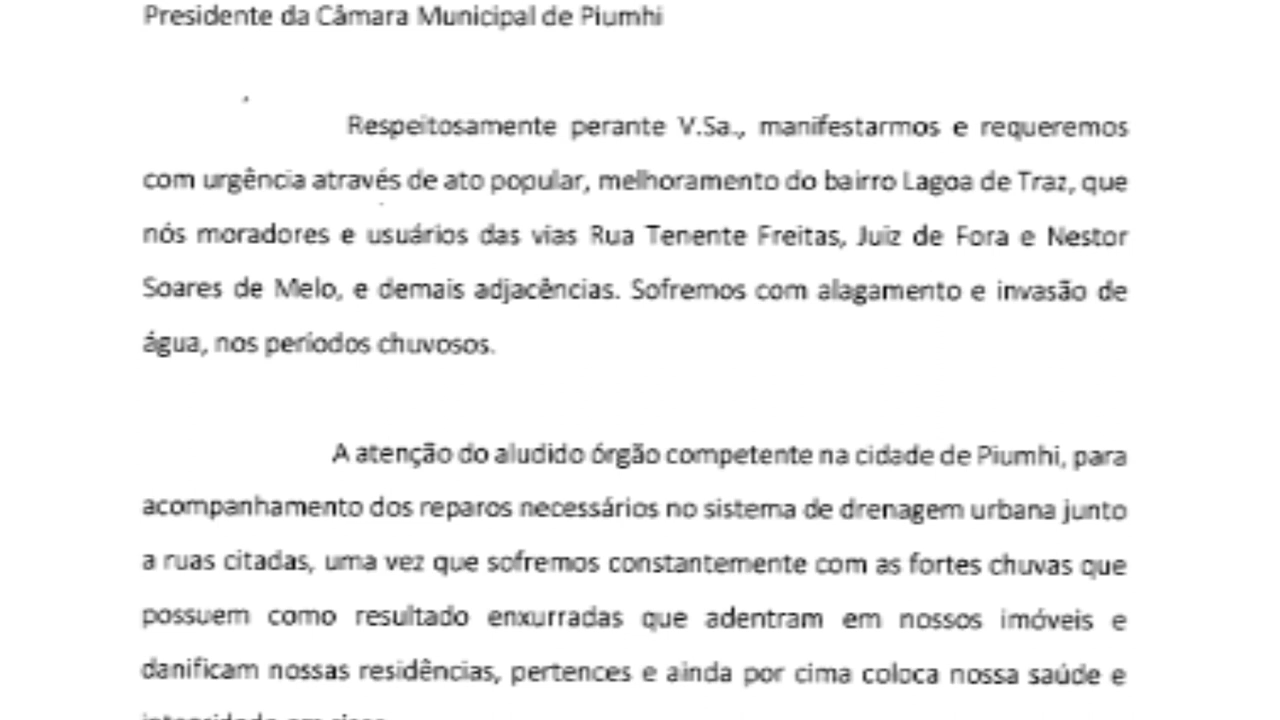 Presidente da Câmara Municipal de Piumhi
Respeitosamente perante V.Sa., manifestarmos e requeremos
com urgência através de ato popular, melhoramento do bairro Lagoa de Traz, que
nós moradores e usuários das vias Rua Tenente Freitas, Juiz de Fora e Nestor
Soares de Melo, e demais adjacências. Sofremos com alagamento e invasão de
água, nos períodos chuvosos.
A atenção do aludido órgão competente na cidade de Piumhi, para
acompanhamento dos reparos necessários no sistema de drenagem urbana junto
a ruas citadas, uma vez que sofremos constantemente com as fortes chuvas que
possuem como resultado enxurradas que adentram em nossos imóveis e
danificam nossas residências, pertences e ainda por cima coloca nossa saúde e